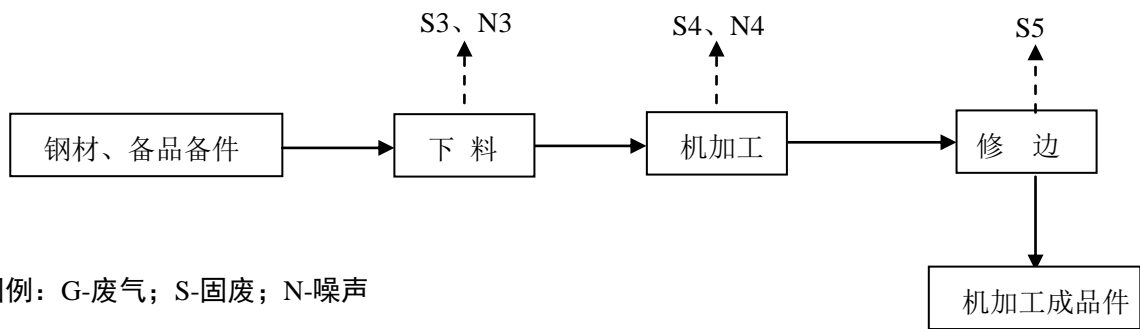 S3、N3
S4、N4
S5
钢材、备品备件
下 料
机加工
修 边
例：G-废气；S-固废；N-噪声
机加工成品件